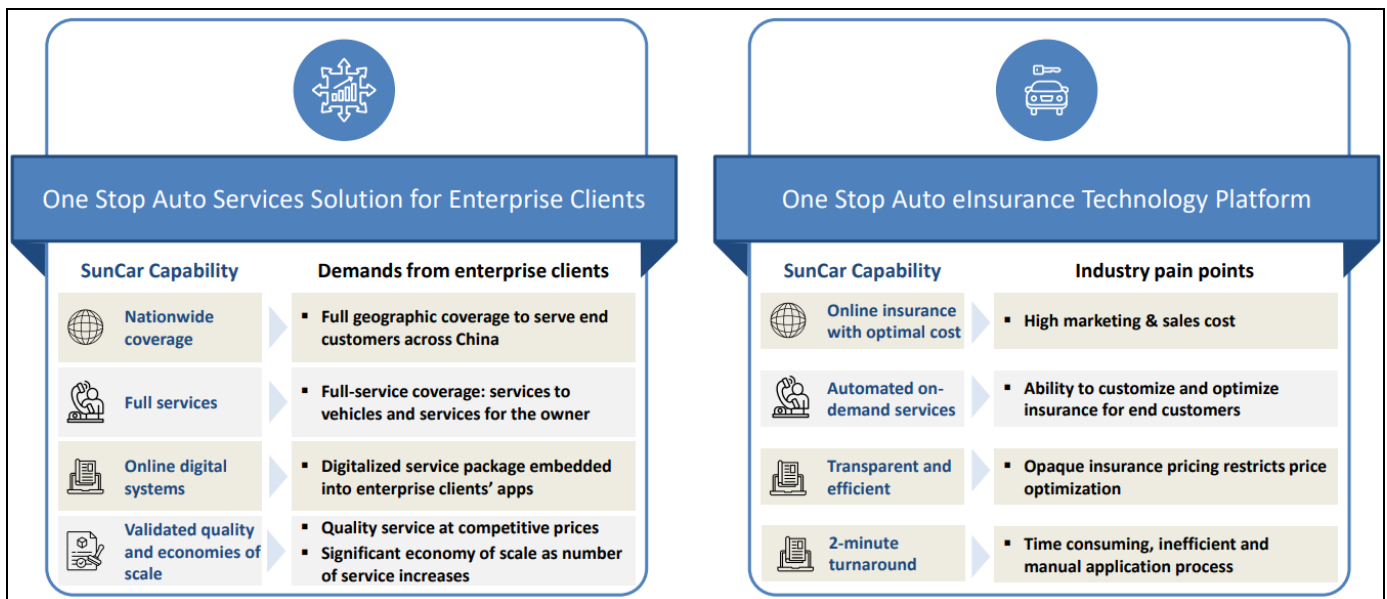 One Stop Auto Services Solution for Enterprise Clients
SunCar Capability
Demands from enterprise clients
Nationwide
coverage
▪ Full geographic coverage to serve end
customers across China
Full services
▪ Full-service coverage: services to
vehicles and services for the owner
Online digital
systems
▪ Digitalized service package embedded
into enterprise clients’ apps
Validated quality
and economies of
scale
▪ Quality service at competitive prices
▪ Significant economy of scale as number
of service increases
One Stop Auto eInsurance Technology Platform
SunCar Capability
Industry pain points
Online insurance
with optimal cost
▪ High marketing & sales cost
Automated on-
demand services
▪ Ability to customize and optimize
insurance for end customers
Transparent and
efficient
▪ Opaque insurance pricing restricts price
optimization
2-minute
turnaround
▪ Time consuming, inefficient and
manual application process